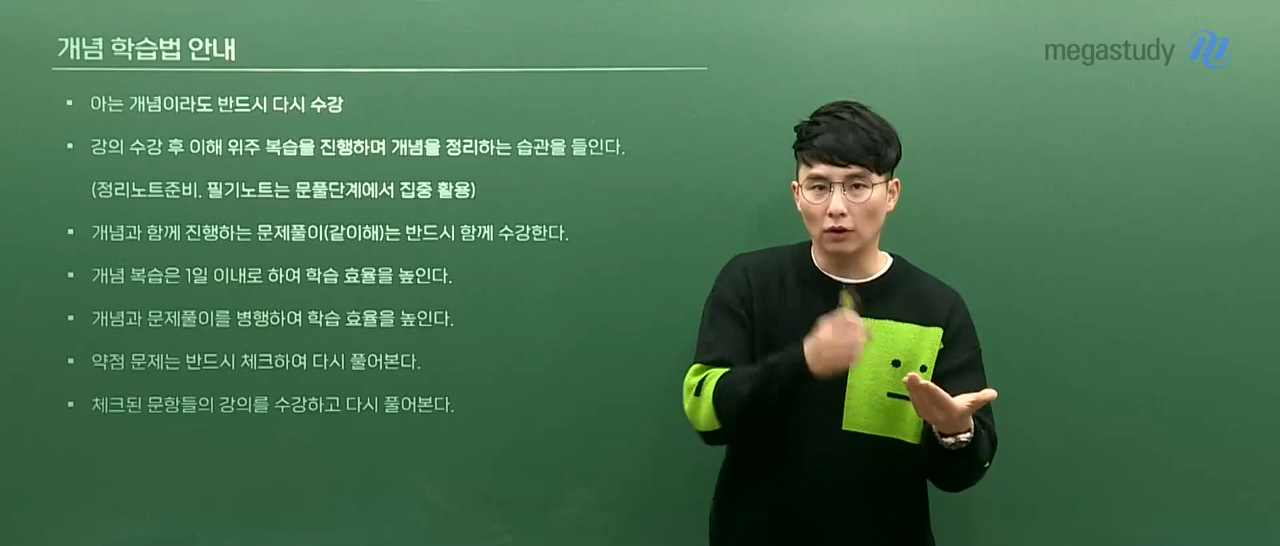 개념 학습법 안내
megastudy
▪ 아는 개념이라도 반드시 다시 수강
▪ 강의 수강 후 이해 위주 복습을 진행하며 개념을 정리하는 습관을 들인다.
(정리노트준비. 필기노트는 문풀단계에서 집중 활용)
▪ 개념과 함께 진행하는 문제풀이(같이해)는 반드시 함께 수강한다.
▪ 개념 복습은 1일 이내로 하여 학습 효율을 높인다.
▪ 개념과 문제풀이를 병행하여 학습 효율을 높인다.
▪ 약점 문제는 반드시 체크하여 다시 풀어본다.
▪ 체크된 문항들의 강의를 수강하고 다시 풀어본다.